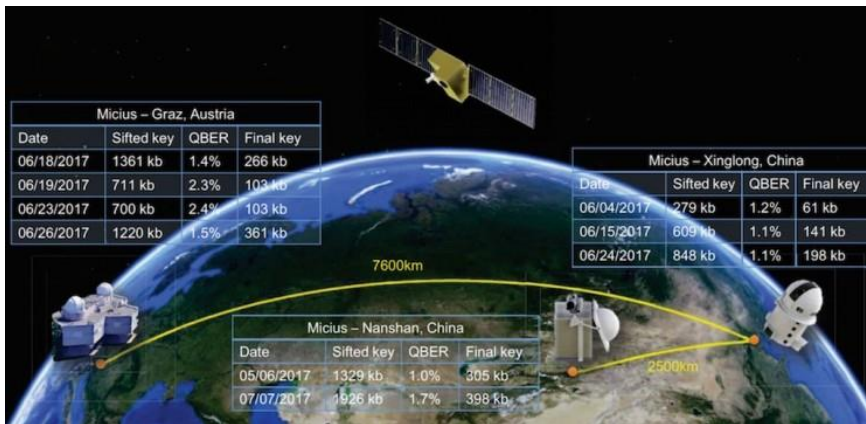 Micius – Graz, Austria
Date Sifted key QBER Final key
06/18/2017 1361 kb 1.4% 266 kb
06/19/2017 711 kb 2.3% 103 kb
06/23/2017 700 kb 2.4% 103 kb
06/26/2017 1220 kb 1.5% 361 kb
Micius – Xinglong, China
Date Sifted key QBER Final key
06/04/2017 279 kb 1.2% 61 kb
06/15/2017 609 kb 1.1% 141 kb
06/24/2017 848 kb 1.1% 198 kb
7600km
Micius – Nanshan, China
Date Sifted key QBER Final key
05/06/2017 1329 kb 1.0% 305 kb
07/07/2017 1926 kb 1.7% 398 kb
2500km